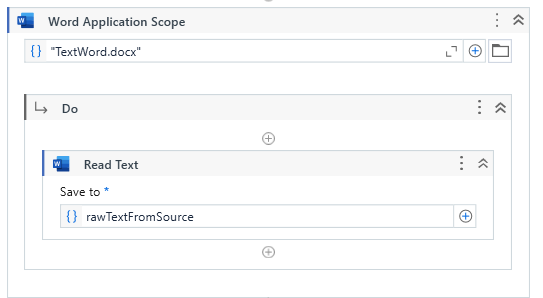 Word Application Scope
{ } "TextWord.docx"
Do
Read Text
Save to *
{ } rawTextFromSource